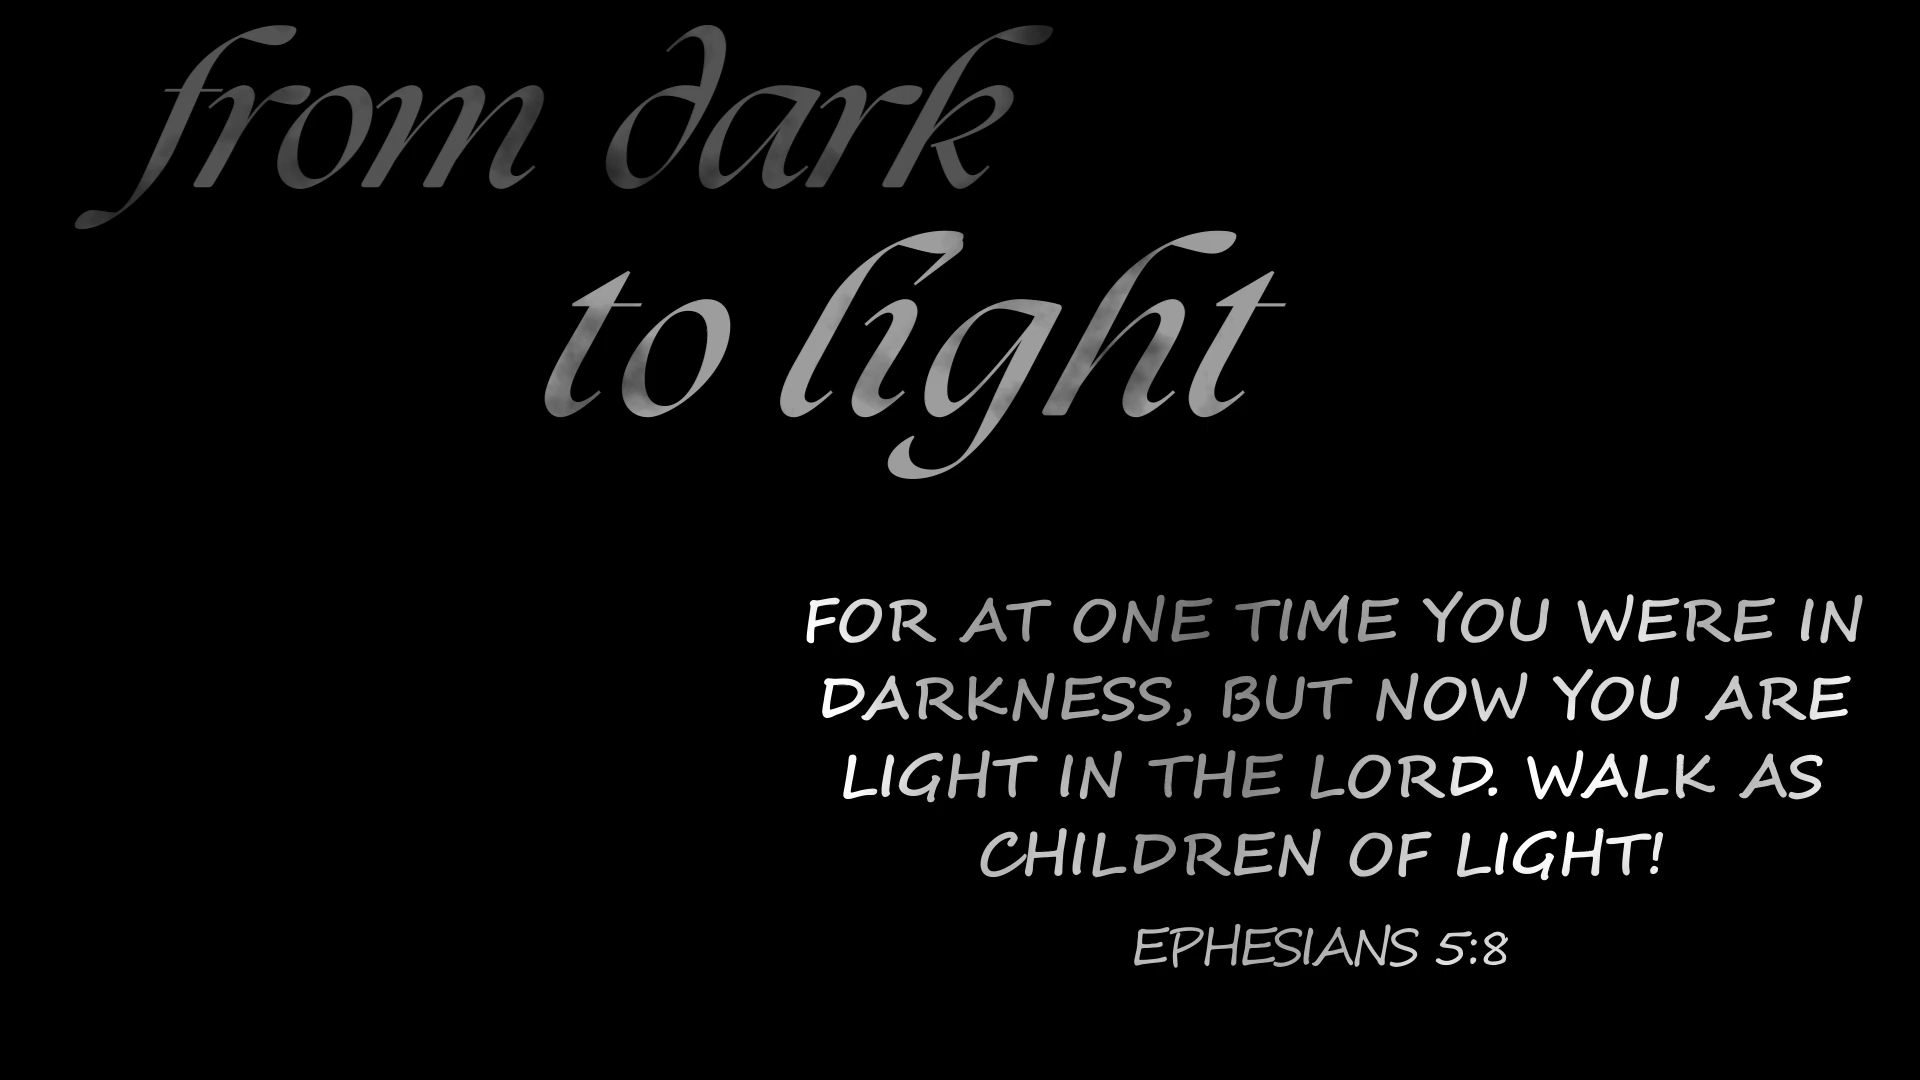 from dark
to light
FOR AT ONE TIME YOU WERE IN
DARKNESS, BUT NOW YOU ARE
LIGHT IN THE LORD. WALK AS
CHILDREN OF LIGHT!
EPHESIANS 5:8